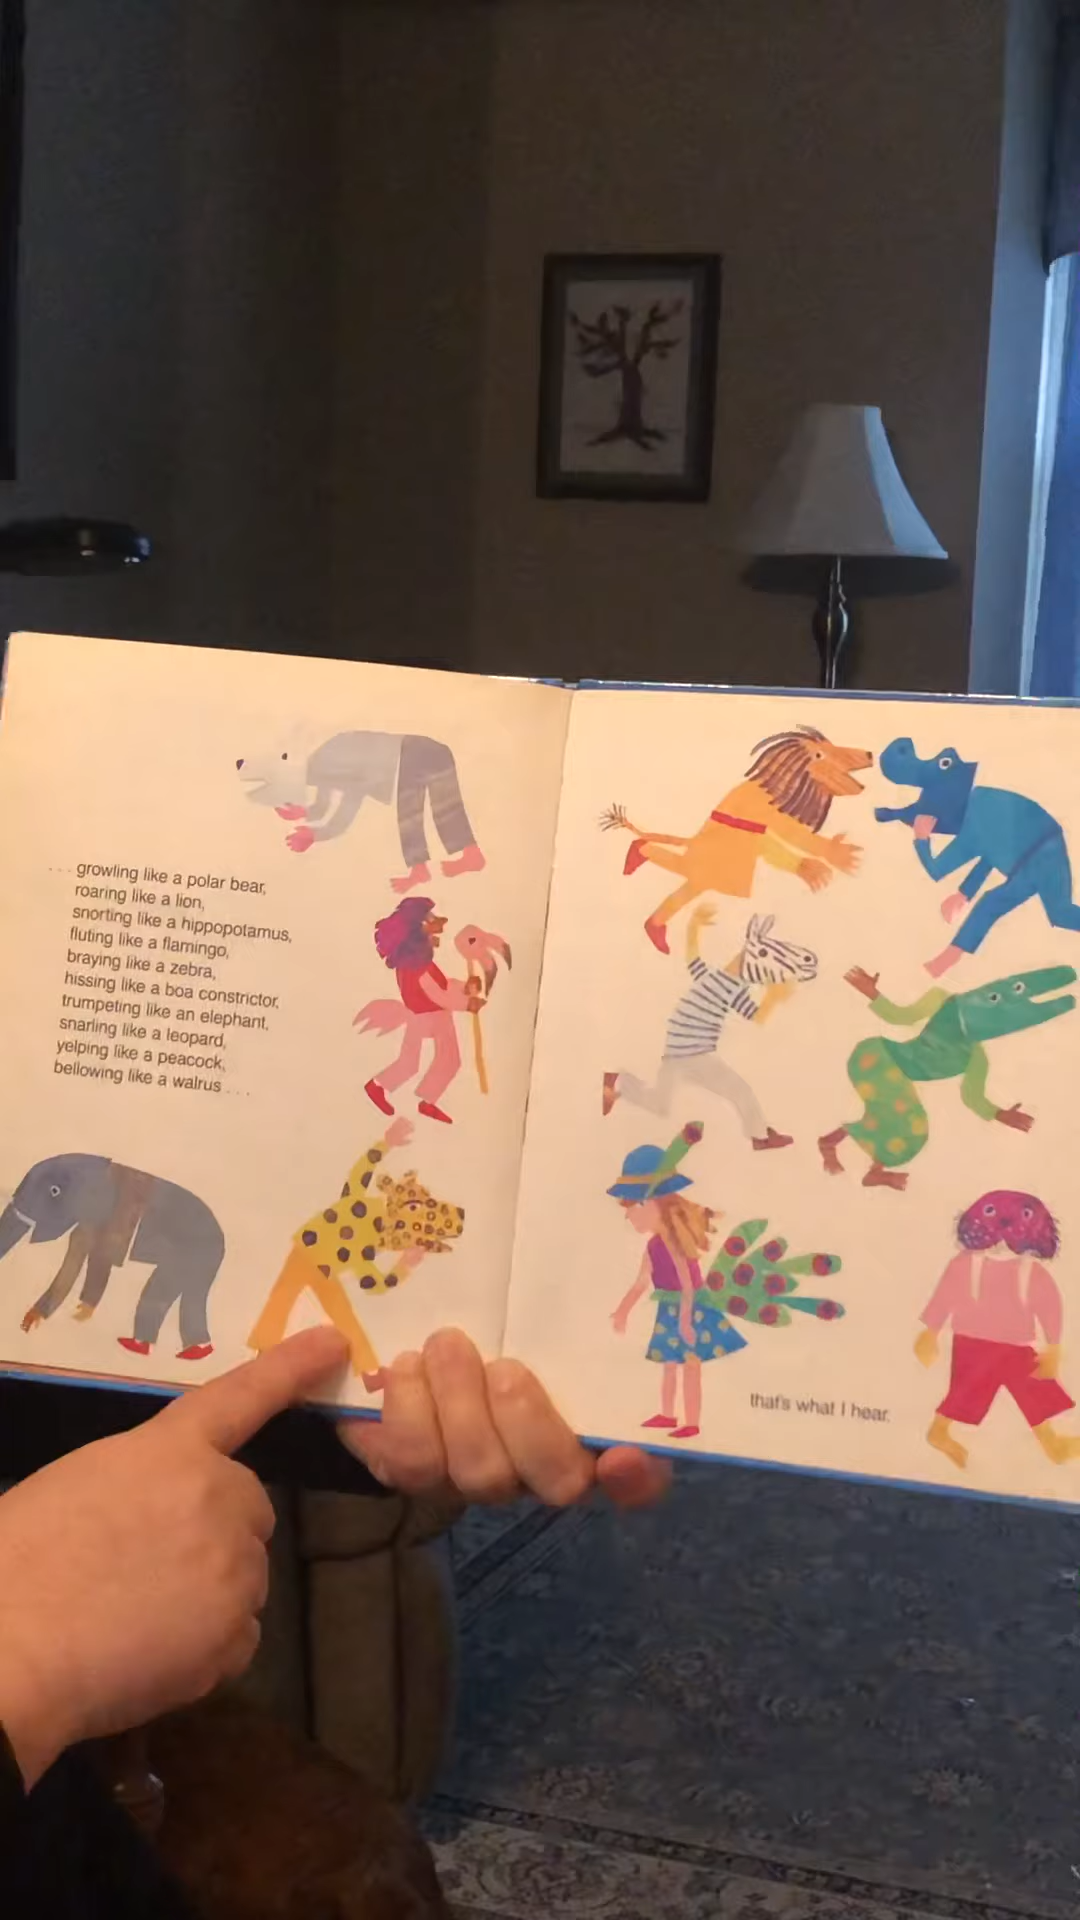 ... growling like a polar bear,
roaring like a lion,
snorting like a hippopotamus,
fluting like a flamingo,
braying like a zebra,
hissing like a boa constrictor,
trumpeting like an elephant,
snarling like a leopard,
yelping like a peacock,
bellowing like a walrus ...
that's what I hear.